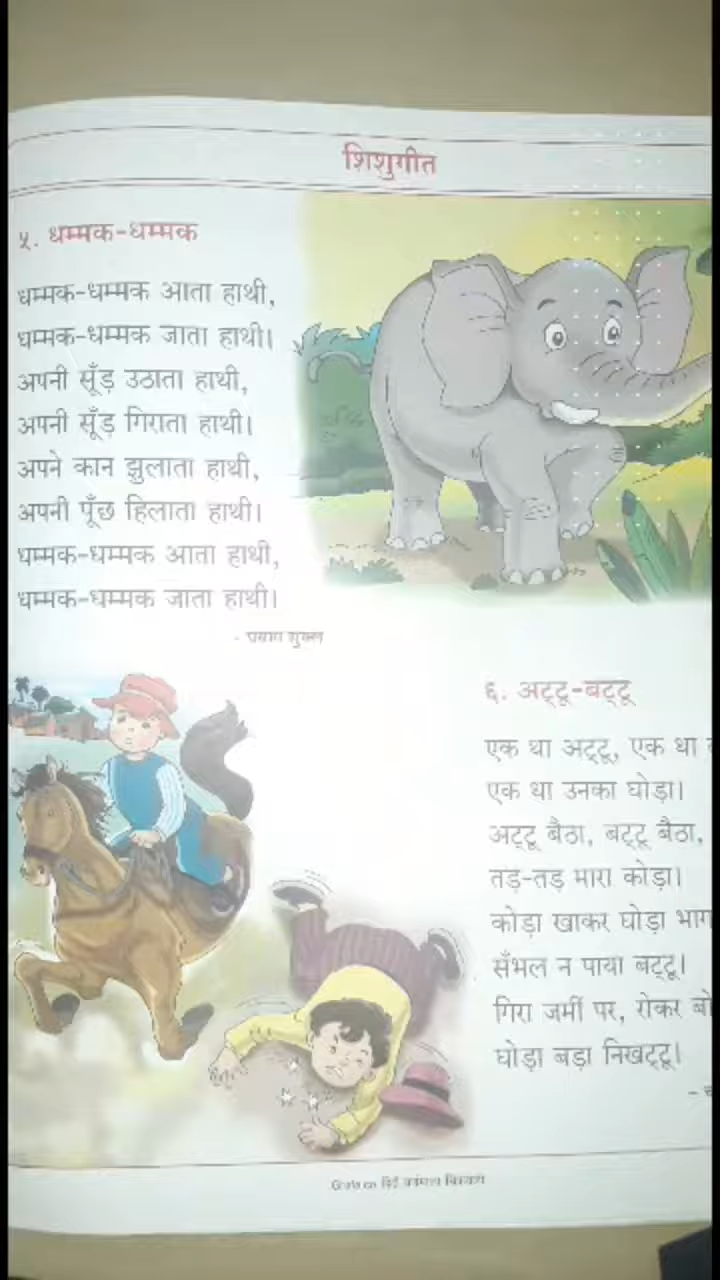 शिशुगीत
५. धम्मक-धम्मक
धम्मक-धम्मक आता हाथी,
धम्मक-धम्मक जाता हाथी।
अपनी सूँड़ उठाता हाथी,
अपनी सूँड़ गिराता हाथी।
अपने कान झुलाता हाथी,
अपनी पूँछ हिलाता हाथी।
धम्मक-धम्मक आता हाथी,
धम्मक-धम्मक जाता हाथी।
- प्रयाग शुक्ल
६. अट्टू-बट्टू
एक था अट्टू, एक था
एक था उनका घोड़ा।
अट्टू बैठा, बट्टू बैठा,
तड़-तड़ मारा कोड़ा।
कोड़ा खाकर घोड़ा भाग
सँभल न पाया बट्टू।
गिरा जमीं पर, रोकर बो
घोड़ा बड़ा निखट्टू।